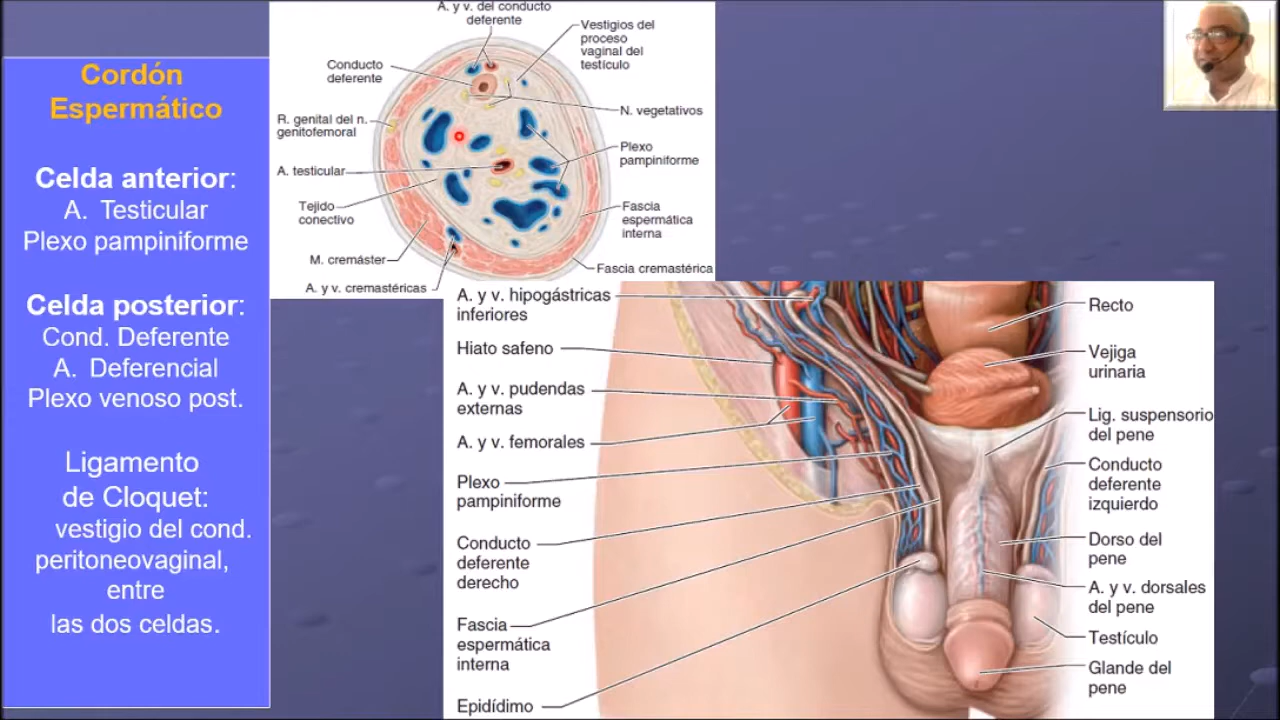 Cordón
Espermático
Celda anterior:
A. Testicular
Plexo pampiniforme
Celda posterior:
Cond. Deferente
A. Deferencial
Plexo venoso post.
Ligamento
de Cloquet:
vestigio del cond.
peritoneovaginal,
entre
las dos celdas.
A. y v. del conducto
deferente
Conducto
deferente
R. genital del n.
genitofemoral
A. testicular
Tejido
conectivo
M. cremáster
A. y v. cremastéricas
Vestigios del
proceso
vaginal del
testículo
N. vegetativos
Plexo
pampiniforme
Fascia
espermática
interna
Fascia cremastérica
A. y v. hipogástricas
inferiores
Hiato safeno
A. y v. pudendas
externas
A. y v. femorales
Plexo
pampiniforme
Conducto
deferente
derecho
Fascia
espermática
interna
Epidídimo
Recto
Vejiga
urinaria
Lig. suspensorio
del pene
Conducto
deferente
izquierdo
Dorso del
pene
A. y v. dorsales
del pene
Testículo
Glande del
pene